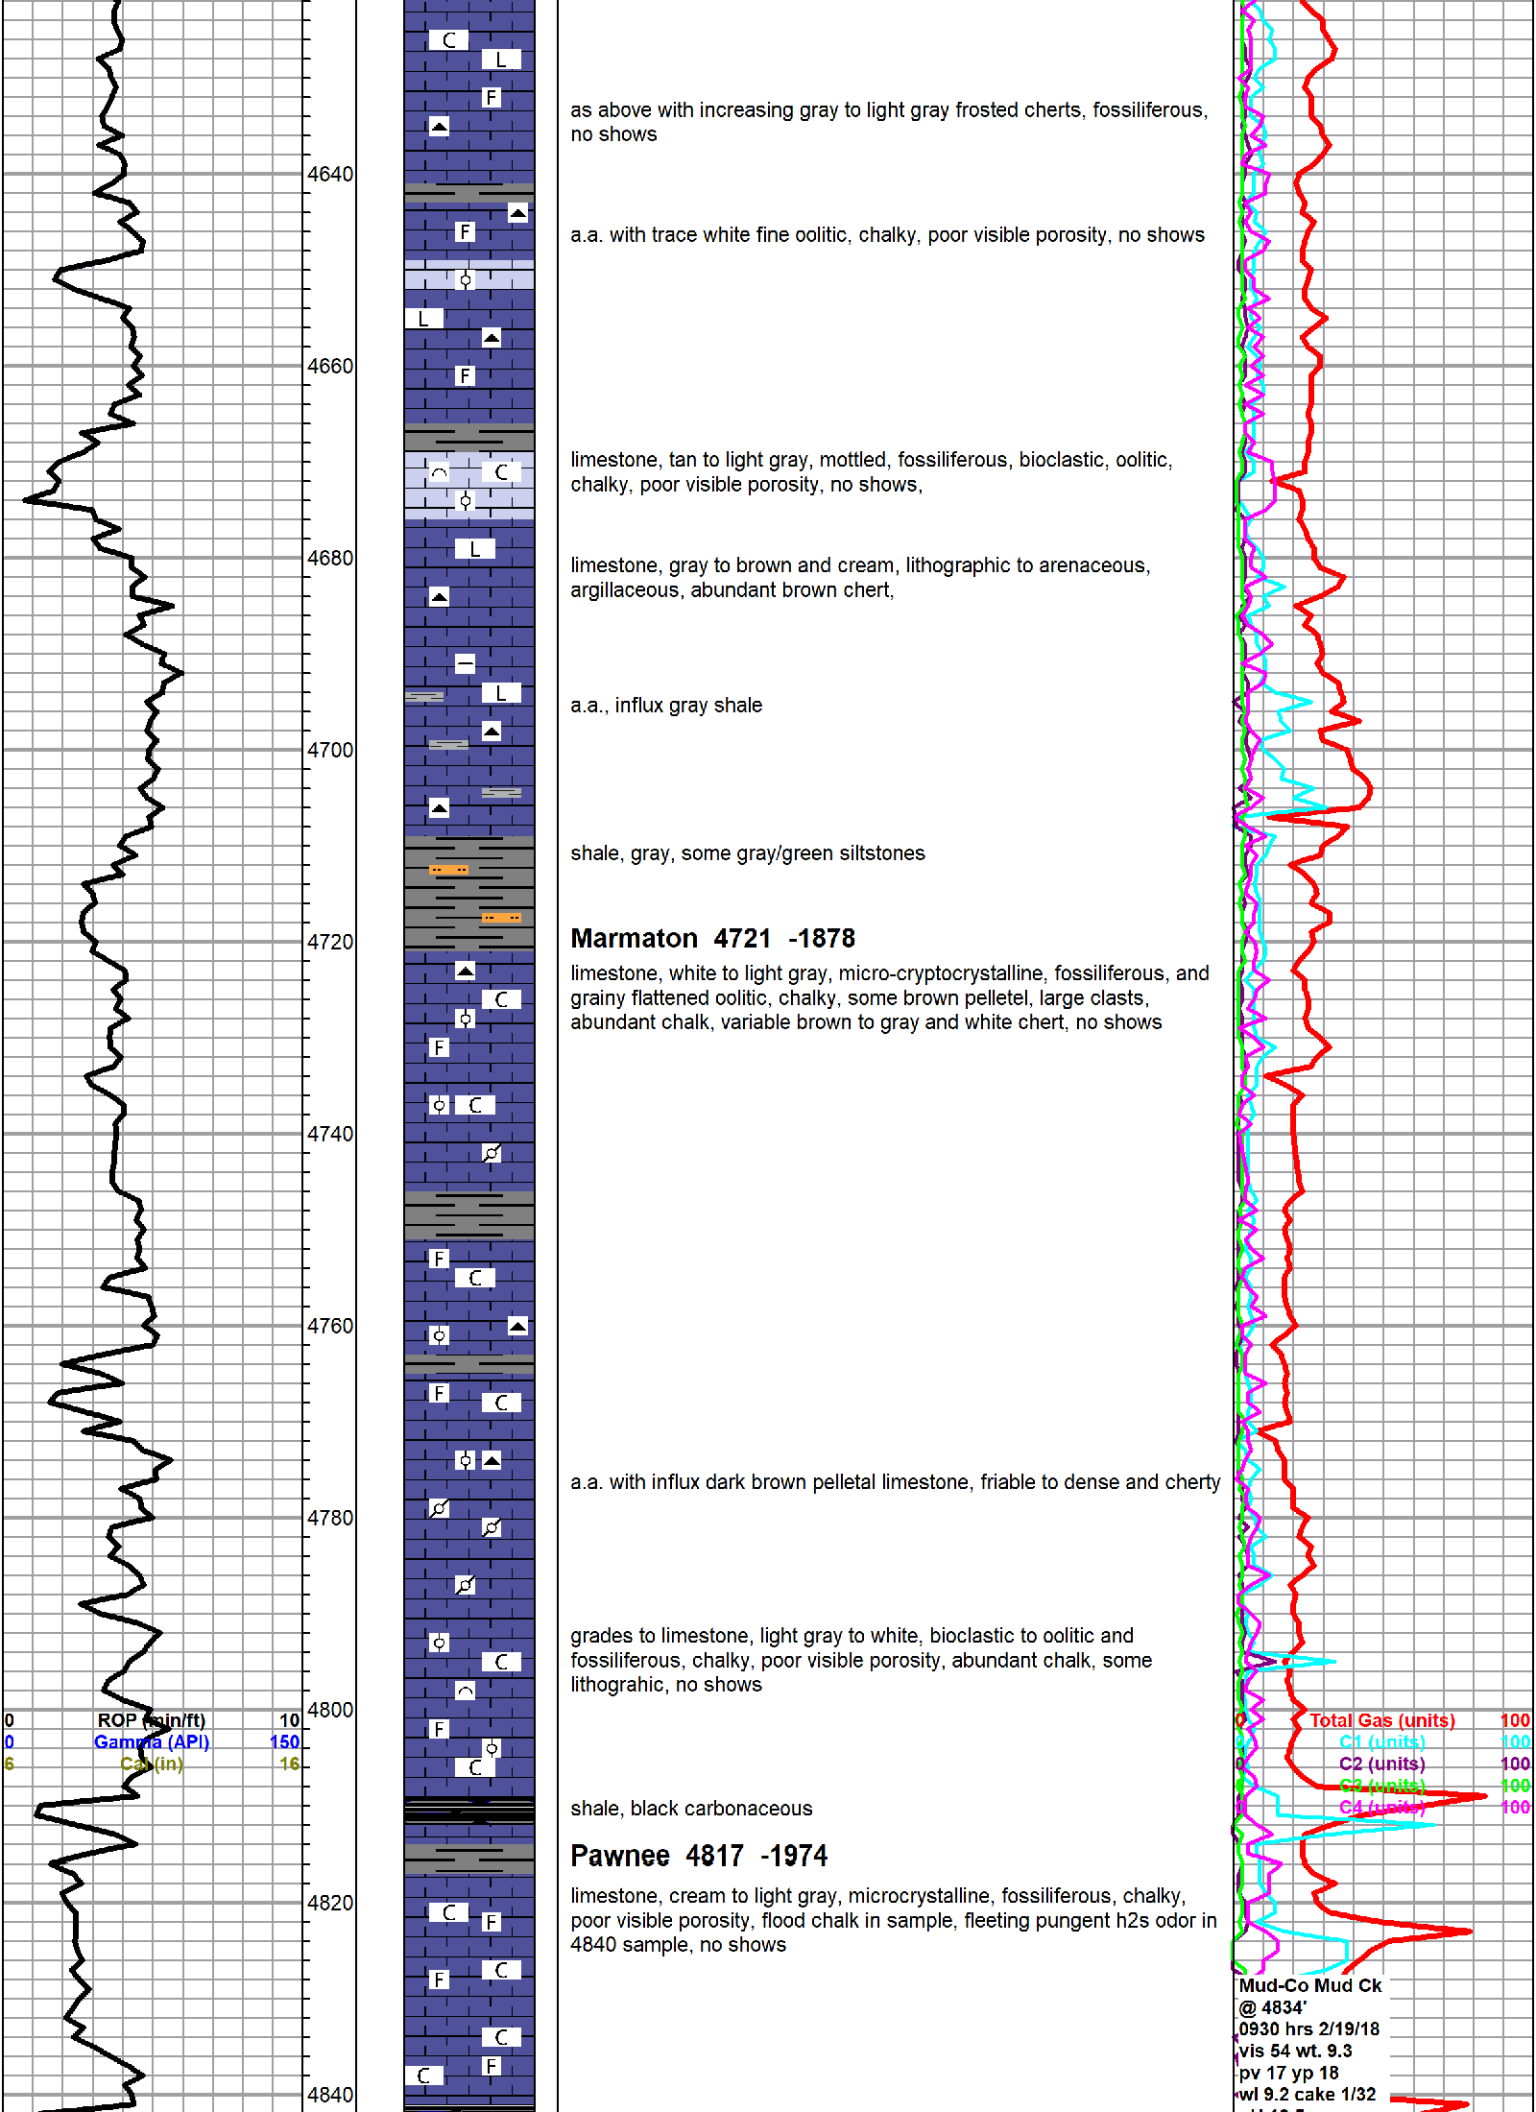 C
L
F
as above with increasing gray to light gray frosted cherts, fossiliferous,
no shows
4640
F
a.a. with trace white fine oolitic, chalky, poor visible porosity, no shows
L
4660
F
limestone, tan to light gray, mottled, fossiliferous, bioclastic, oolitic,
C
chalky, poor visible porosity, no shows,
L
4680
limestone, gray to brown and cream, lithographic to arenaceous,
argillaceous, abundant brown chert,
L
a.a., influx gray shale
4700
shale, gray, some gray/green siltstones
4720
Marmaton 4721 -1878
limestone, white to light gray, micro-cryptocrystalline, fossiliferous, and
C
grainy flattened oolitic, chalky, some brown pelletel, large clasts,
abundant chalk, variable brown to gray and white chert, no shows
F
C
4740
F
C
4760
F
C
a.a. with influx dark brown pelletal limestone, friable to dense and cherty
4780
grades to limestone, light gray to white, bioclastic to oolitic and
fossiliferous, chalky, poor visible porosity, abundant chalk, some
C
lithograhic, no shows
4800
0 ROP (min/ft) 10
F
0 Total Gas (units) 100
0 Gamma (API) 150
0 C1 (units) 100
6 Cal (in) 16
C
0 C2 (units) 100
0 C3 (units) 100
0 C4 (units) 100
shale, black carbonaceous
Pawnee 4817 -1974
limestone, cream to light gray, microcrystalline, fossiliferous, chalky,
4820
C
F
poor visible porosity, flood chalk in sample, fleeting pungent h2s odor in
4840 sample, no shows
C
F
Mud-Co Mud Ck
@ 4834'
0930 hrs 2/19/18
C
vis 54 wt. 9.3
F
pv 17 yp 18
C
4840
wl 9.2 cake 1/32